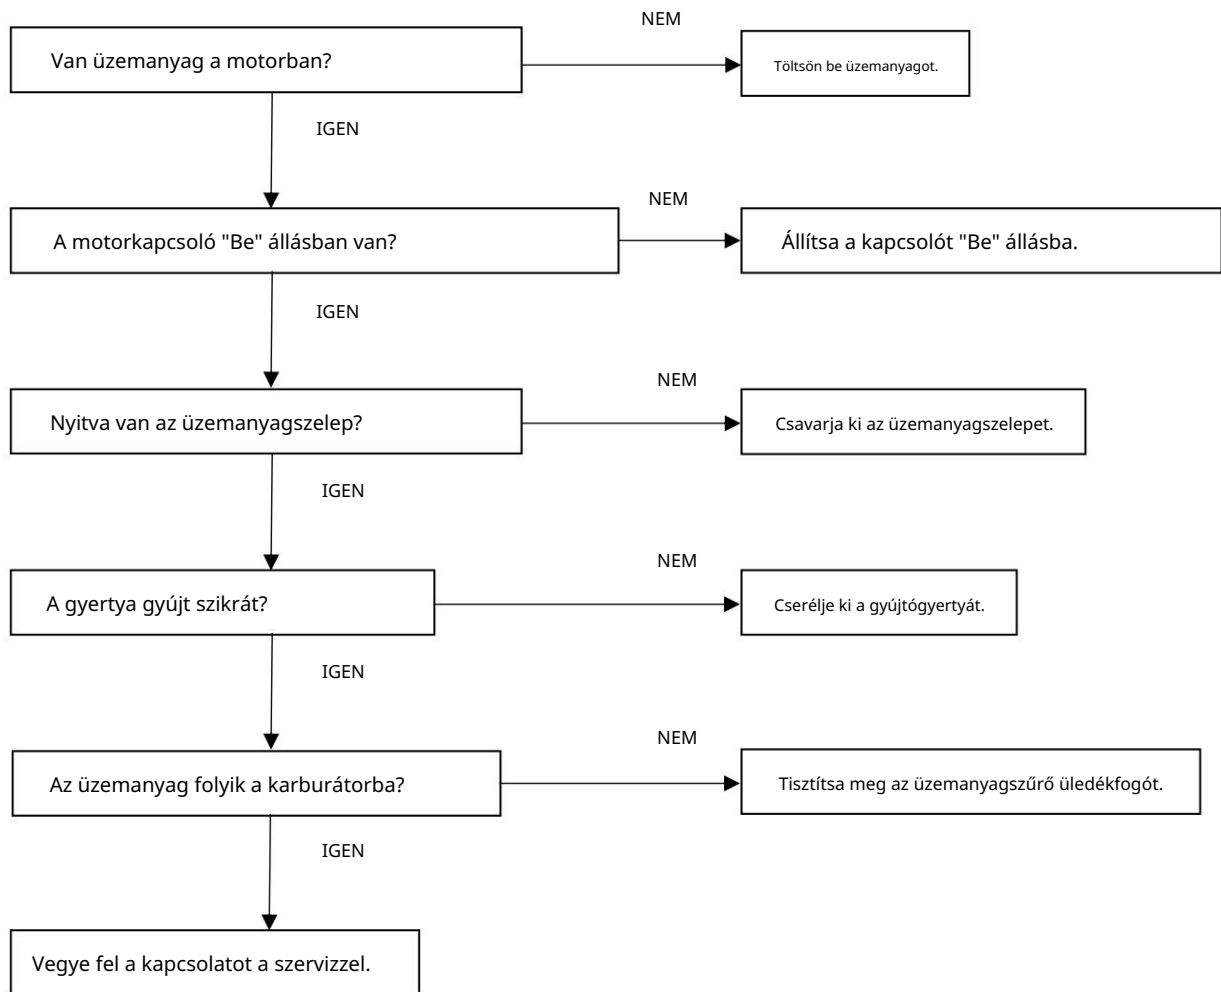 NEM
Van üzemanyag a motorban?
Töltsön be üzemanyagot.
IGEN
NEM
A motorkapcsoló "Be" állásban van?
Állítsa a kapcsolót "Be" állásba.
IGEN
NEM
Nyitva van az üzemanyagszelep?
Csavarja ki az üzemanyagszelepet.
IGEN
NEM
A gyertya gyújt szikrát?
Cserélje ki a gyújtógyertyát.
IGEN
NEM
Az üzemanyag folyik a karburátorba?
Tisztítsa meg az üzemanyagszűrő üledékfogót.
IGEN
Vegye fel a kapcsolatot a szervizzel.